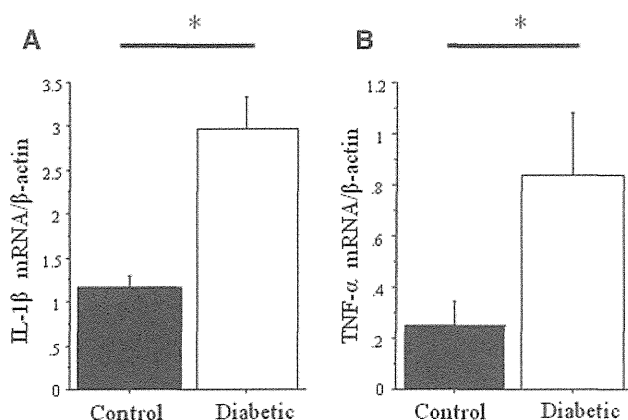 A
*
IL-1β mRNA/β-actin
3.5
3
2.5
2
1.5
1
.5
0
Control Diabetic
B
*
TNF-α mRNA/β-actin
1.2
1
.8
.6
.4
.2
0
Control Diabetic